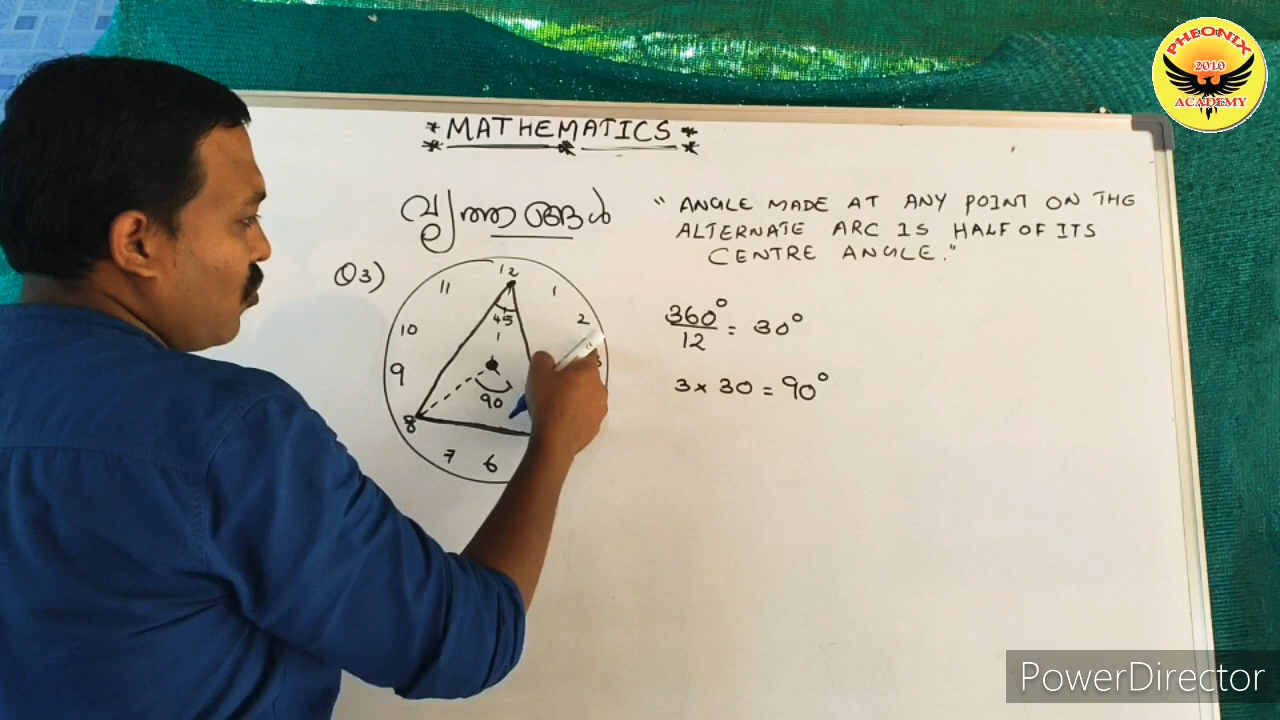 PHEONIX
2010
ACADEMY
* MATHEMATICS *
വൃത്തങ്ങൾ
" ANGLE MADE AT ANY POINT ON THE
ALTERNATE ARC IS HALF OF ITS
CENTRE ANGLE."
Q3)
12
11
1
45
2
10
9
90
8
7
6
360°/12 = 30°
3 × 30 = 90°
PowerDirector